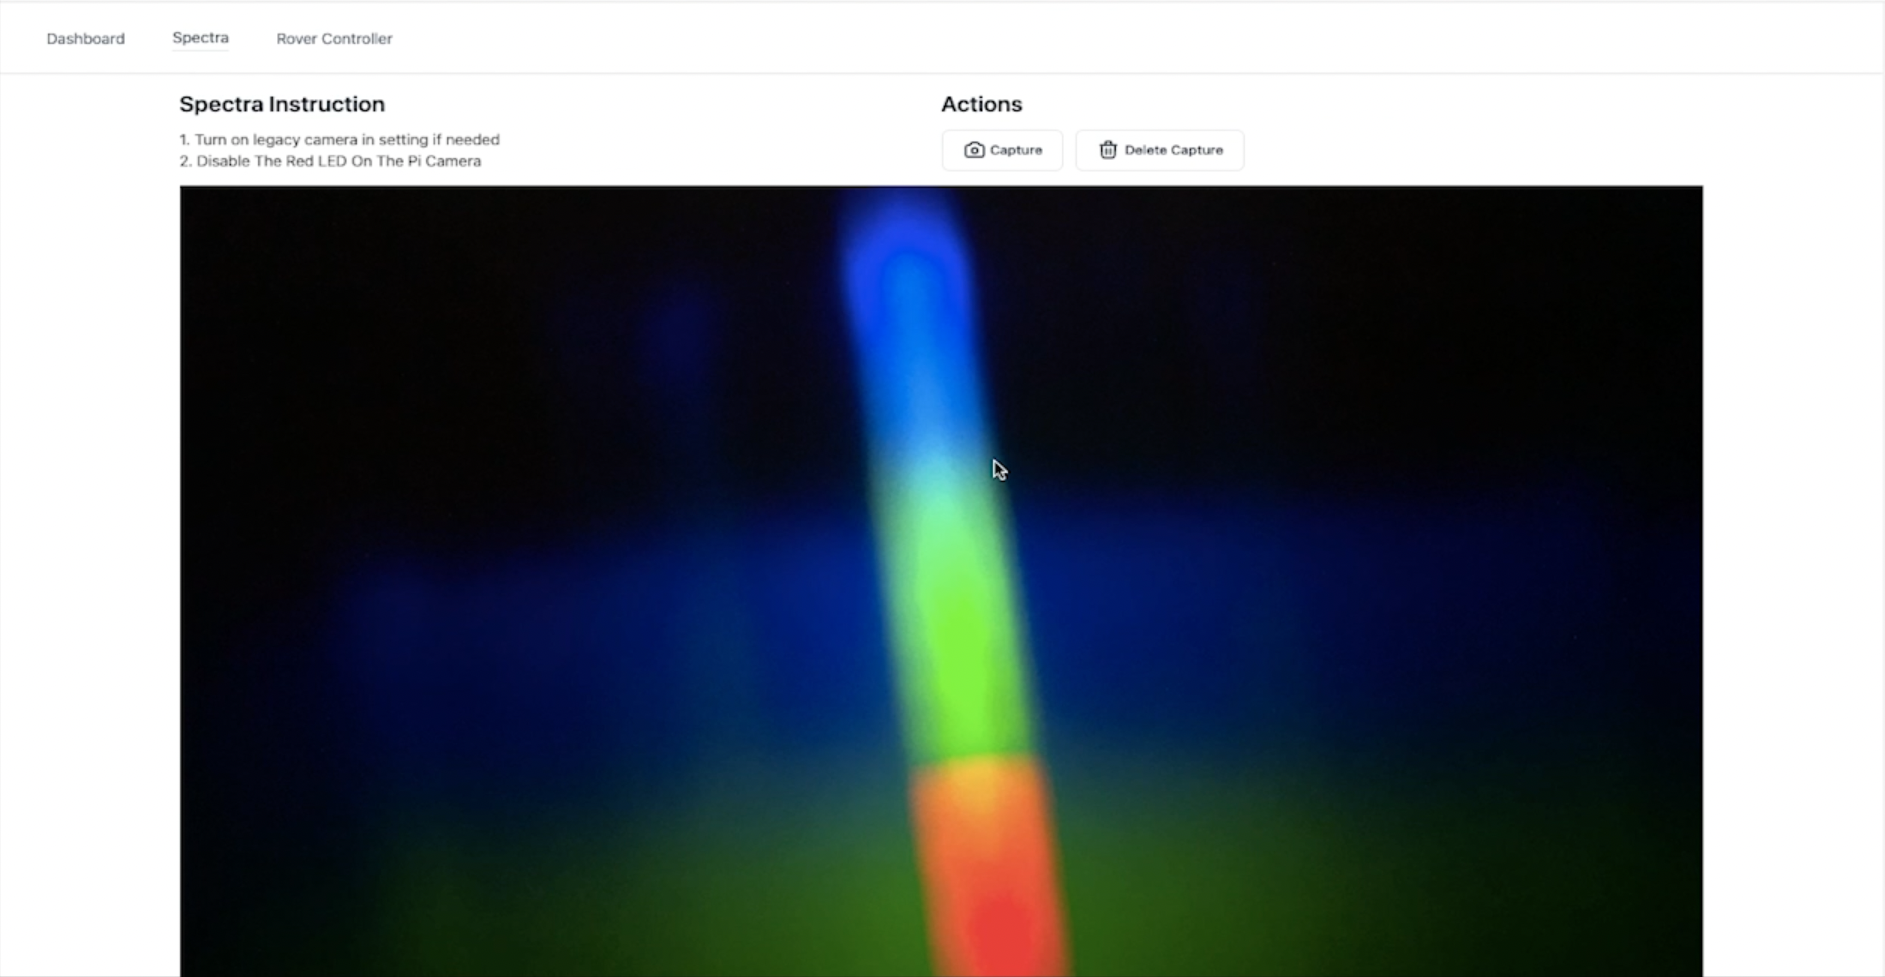 Dashboard
Spectra
Rover Controller
Spectra Instruction
1. Turn on legacy camera in setting if needed
2. Disable The Red LED On The Pi Camera
Actions
Capture
Delete Capture